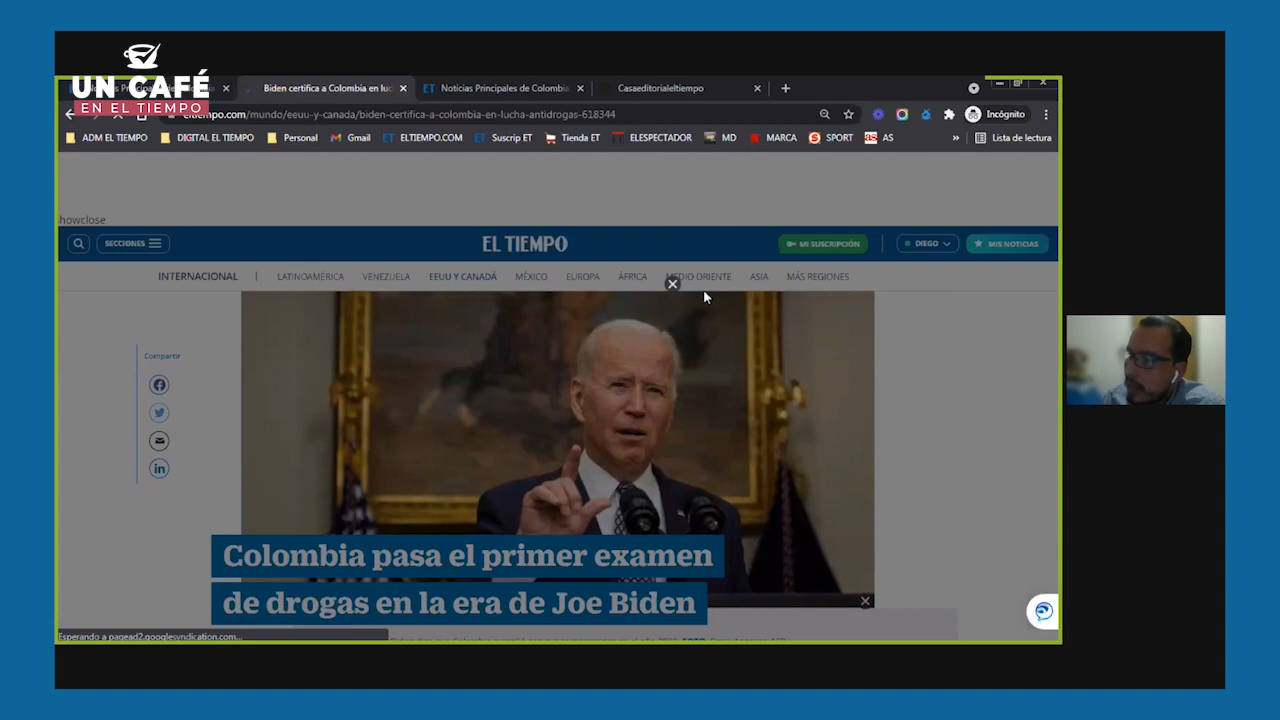 UN CAFÉ
EN EL TIEMPO
Biden certifica a Colombia en luc
Noticias Principales de Colombia
Casaeditorialeltiempo
eltiempo.com/mundo/eeuu-y-canada/biden-certifica-a-colombia-en-lucha-antidrogas-618344
Incógnito
ADM EL TIEMPO
DIGITAL EL TIEMPO
Personal
Gmail
ELTIEMPO.COM
Suscrip ET
Tienda ET
ELESPECTADOR
MD
MARCA
SPORT
AS
»
Lista de lectura
howclose
SECCIONES
EL TIEMPO
MI SUSCRIPCIÓN
DIEGO
MIS NOTICIAS
INTERNACIONAL
LATINOAMÉRICA
VENEZUELA
EEUU Y CANADÁ
MÉXICO
EUROPA
ÁFRICA
MEDIO ORIENTE
ASIA
MÁS REGIONES
Compartir
Colombia pasa el primer examen
de drogas en la era de Joe Biden
Esperando a pagead2.googlesyndication.com...